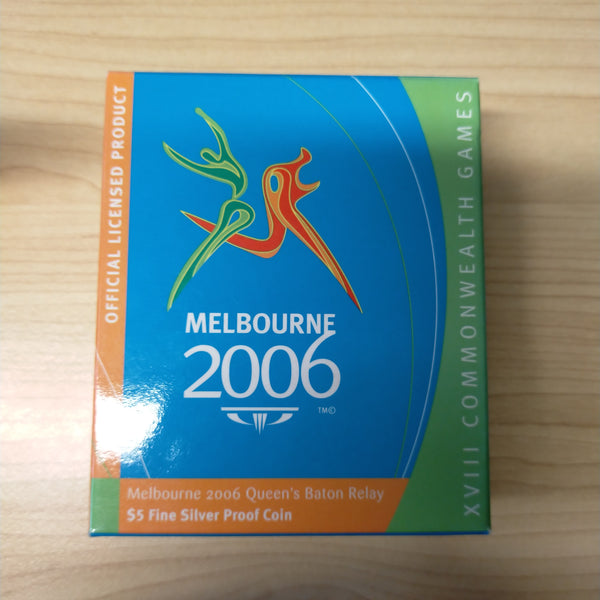 OFFICIAL LICENSED PRODUCT
MELBOURNE
2006
TM©
Melbourne 2006 Queen's Baton Relay
$5 Fine Silver Proof Coin
XVIII COMMONWEALTH GAMES